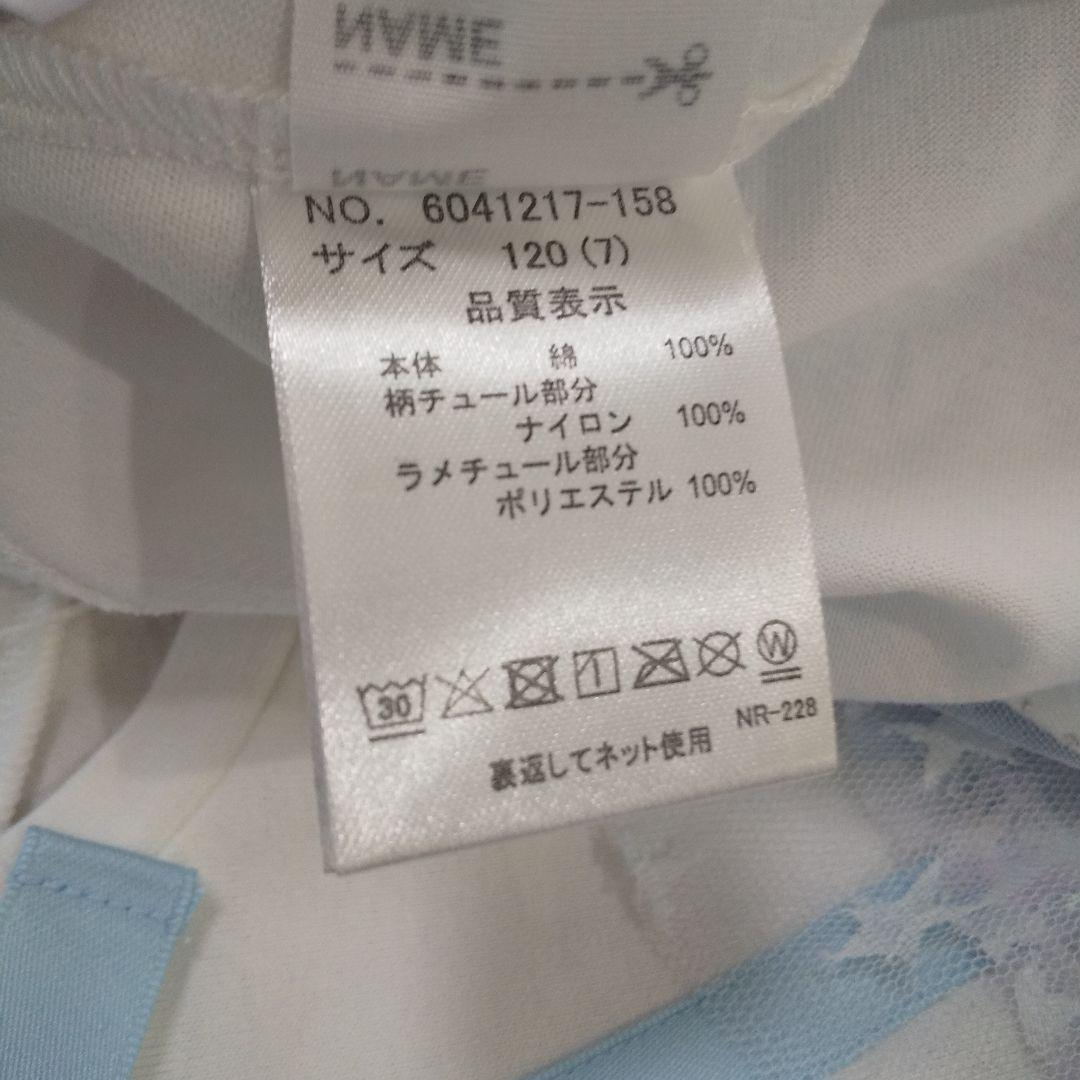 NAME
NAME
NO. 6041217-158
サイズ 120(7)
品質表示
本体 綿 100%
柄チュール部分
ナイロン 100%
ラメチュール部分
ポリエステル 100%
30 W
NR-228
裏返してネット使用